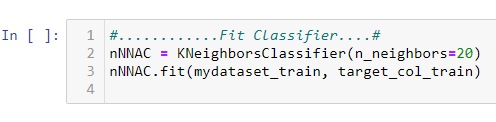 In [ ]:
1 #............Fit Classifier....#
2 nNNAC = KNeighborsClassifier(n_neighbors=20)
3 nNNAC.fit(mydataset_train, target_col_train)
4